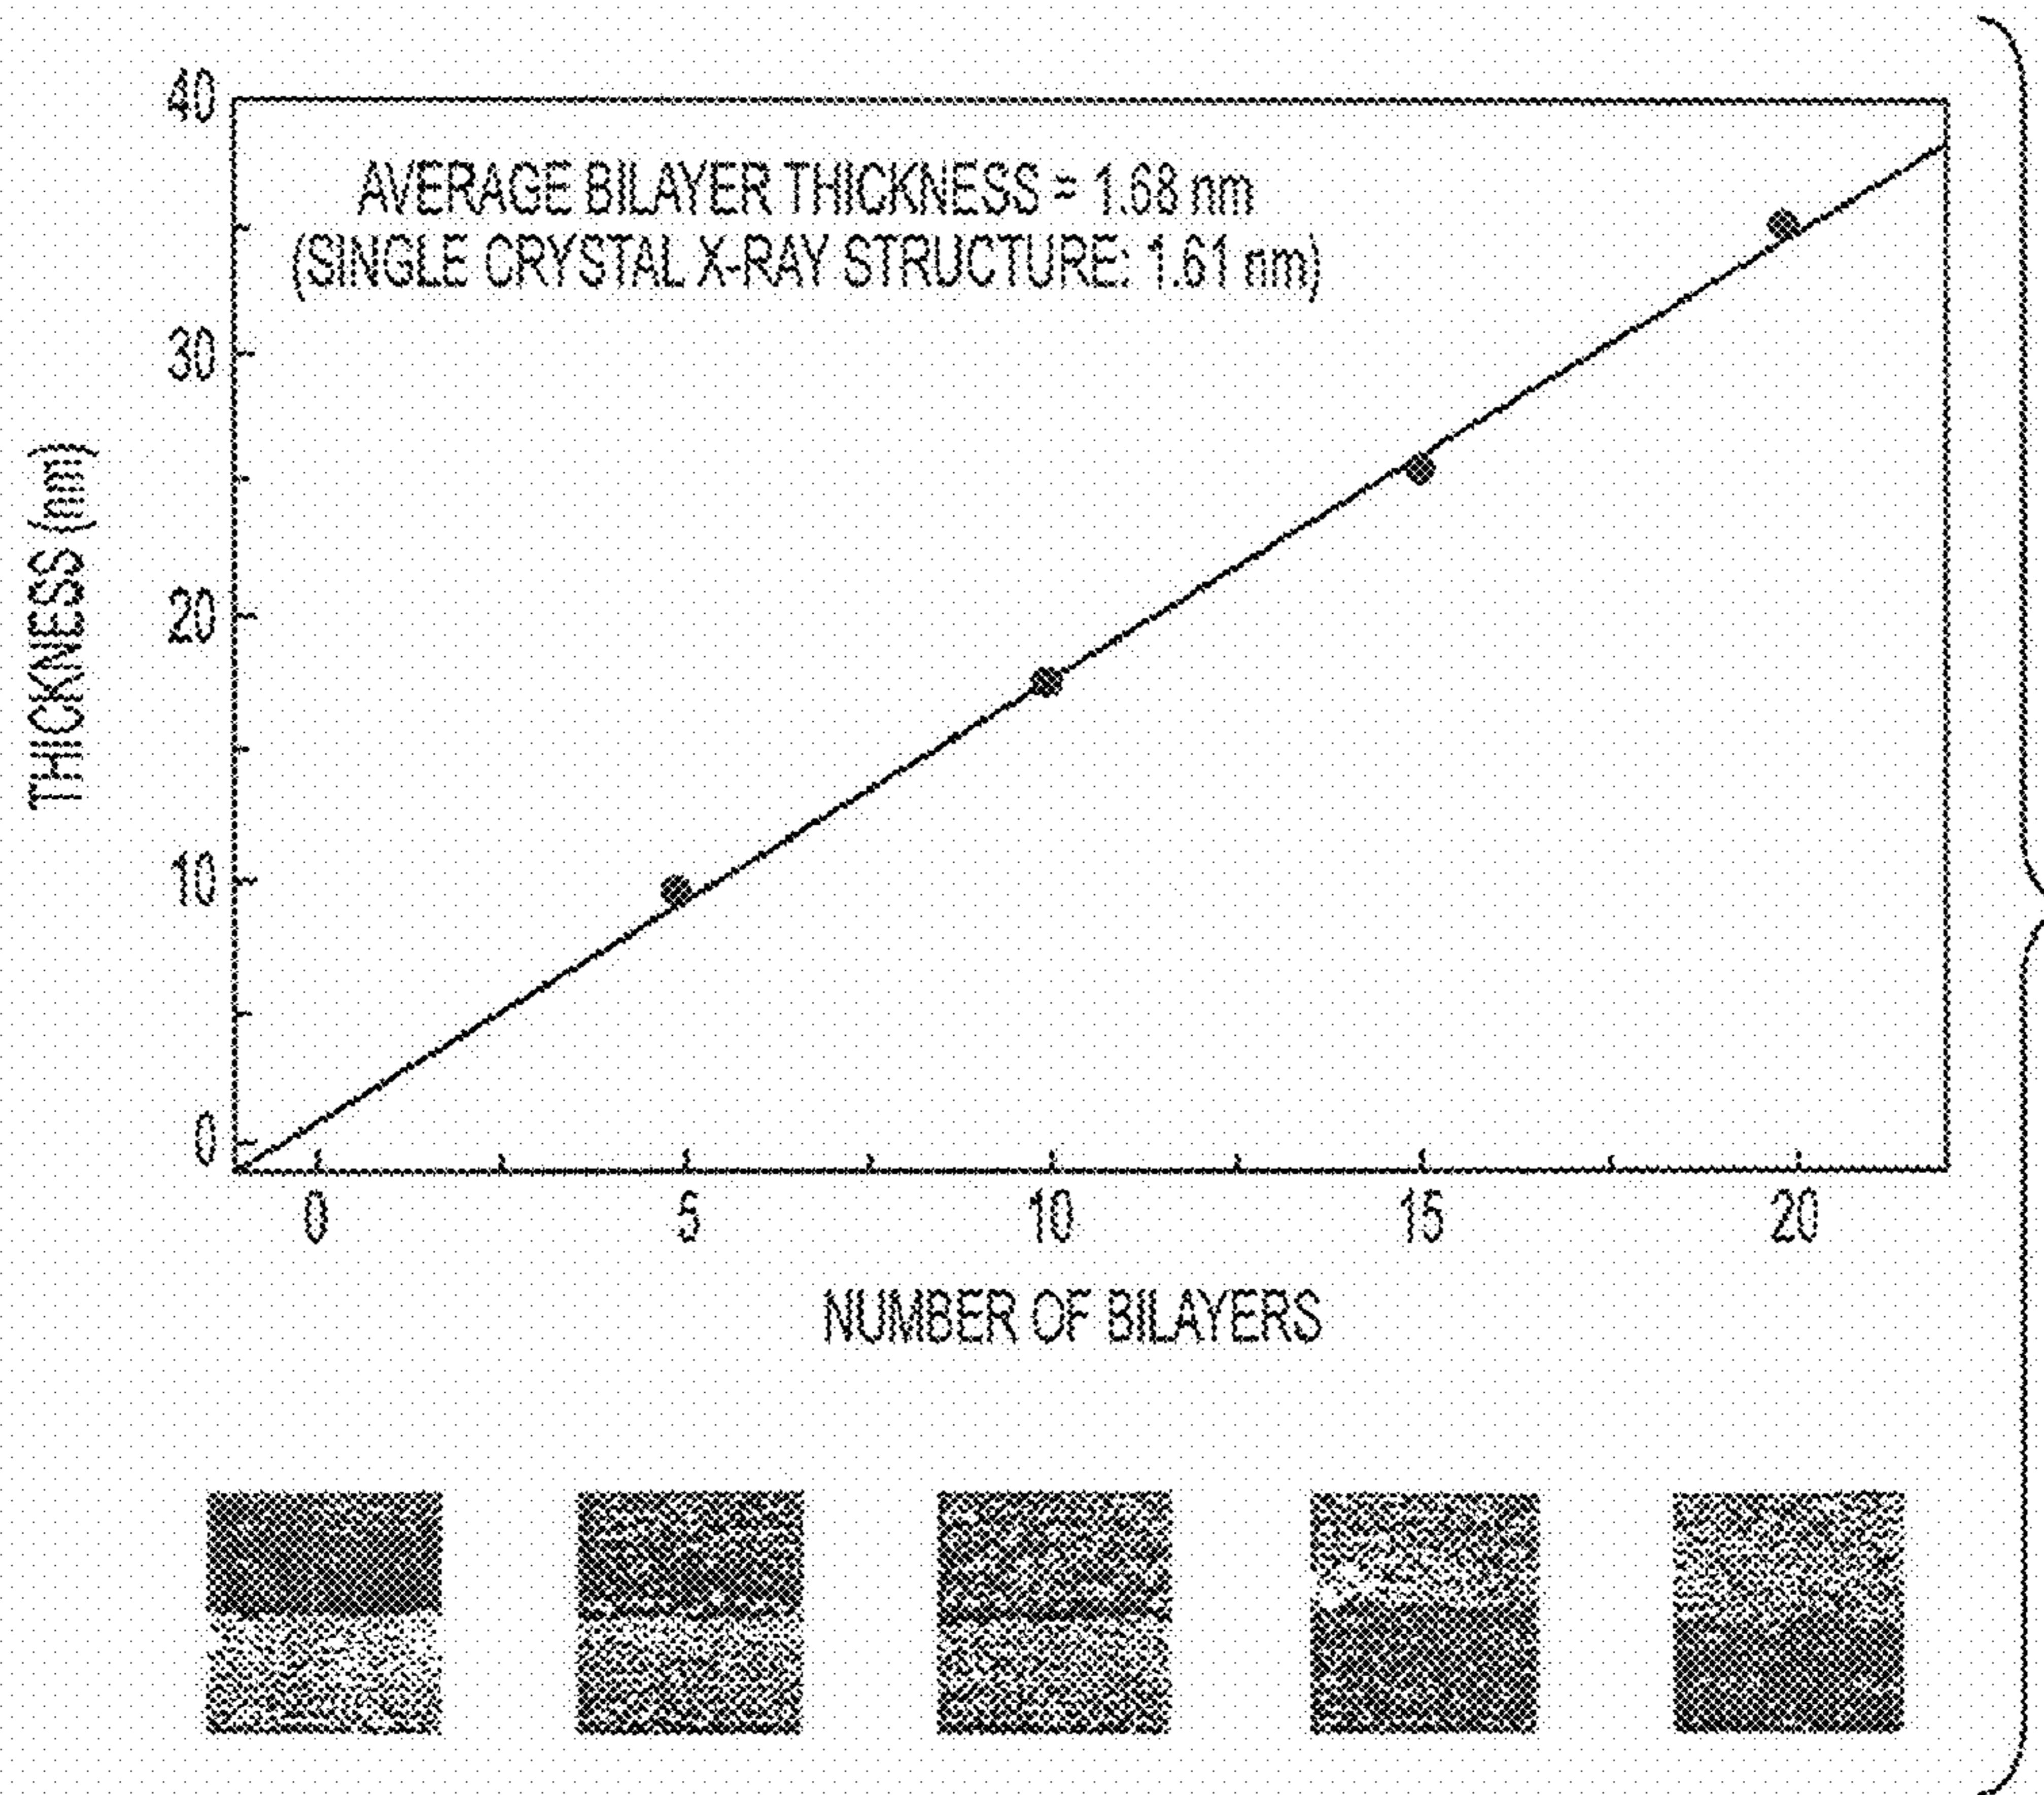 40
AVERAGE BILAYER THICKNESS = 1.68 nm
(SINGLE CRYSTAL X-RAY STRUCTURE: 1.61 nm)
30
THICKNESS (nm)
20
10
0
0 5 10 15 20
NUMBER OF BILAYERS